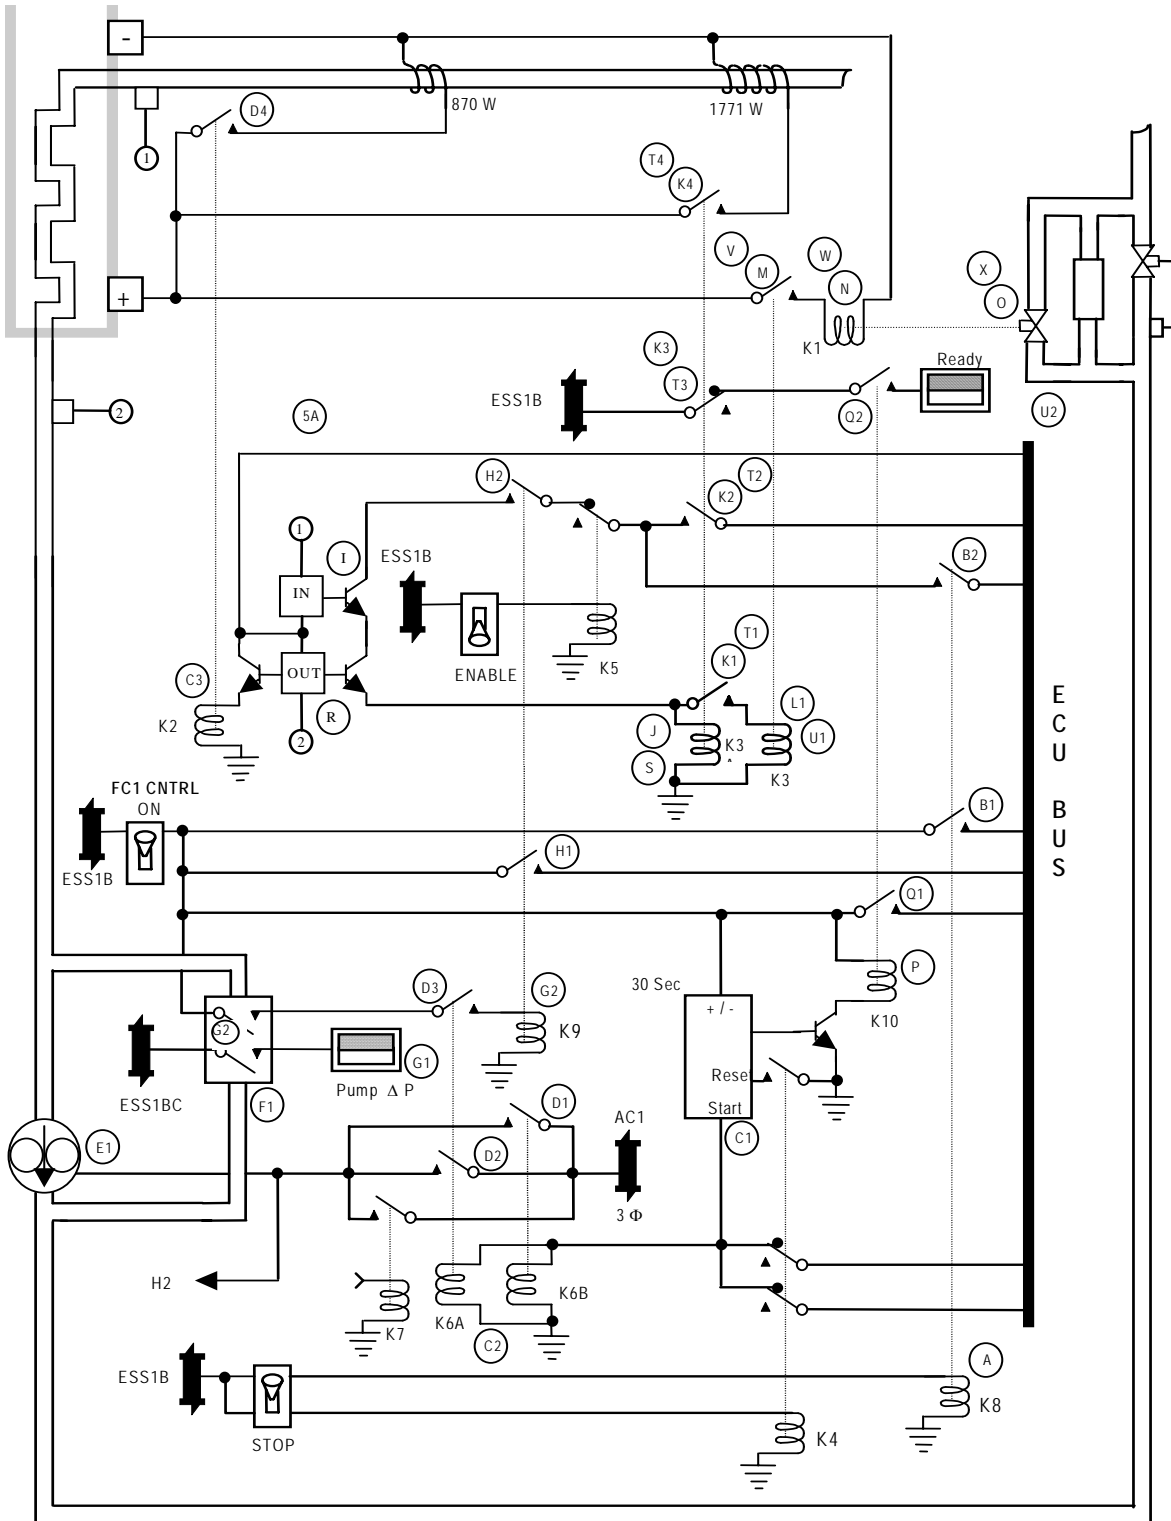 -
870 W
1771 W
D4
1
T4
K4
V
M
W
N
X
O
+
K1
K3
T3
Ready
ESS1B
Q2
U2
2
5A
H2
T2
K2
1
I
ESS1B
B2
IN
ENABLE
K5
T1
K1
OUT
C3
R
K2
2
J
K3
L1
U1
S
K3
E
C
U
B
U
S
FC1 CNTRL
ON
B1
ESS1B
H1
Q1
P
30 Sec
D3
G2
+ / -
K10
G2
K9
Reset
ESS1BC
Pump Δ P
G1
F1
Start
D1
AC1
C1
E1
D2
3 Φ
H2
K6B
K7
K6A
C2
ESS1B
A
K8
STOP
K4